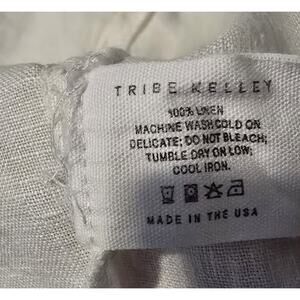 TRIBE KELLEY
100% LINEN
MACHINE WASH COLD ON
DELICATE; DO NOT BLEACH;
TUMBLE DRY ON LOW;
COOL IRON.
MADE IN THE USA